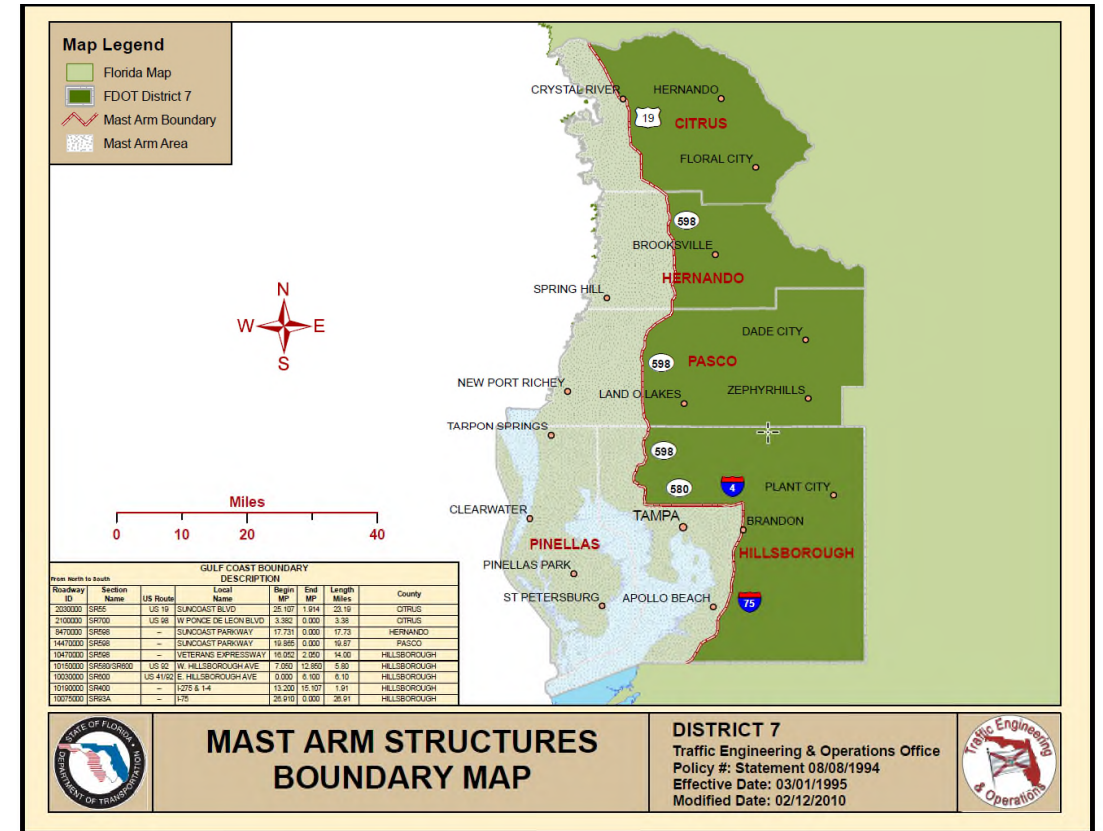 Map Legend
Florida Map
FDOT District 7
Mast Arm Boundary
Mast Arm Area
CRYSTAL RIVER
HERNANDO
19
CITRUS
FLORAL CITY
598
BROOKSVILLE
HERNANDO
SPRING HILL
DADE CITY
598
PASCO
NEW PORT RICHEY
LAND O LAKES
ZEPHYRHILLS
TARPON SPRINGS
598
580
4
PLANT CITY
CLEARWATER
TAMPA
BRANDON
PINELLAS
HILLSBOROUGH
PINELLAS PARK
ST PETERSBURG
APOLLO BEACH
75
N
W E
S
Miles
0 10 20 40
GULF COAST BOUNDARY
From North to South DESCRIPTION
Roadway ID Section Name US Route Local Name Begin MP End MP Length Miles County
2030000 SR55 US 19 SUNCOAST BLVD 25.107 1.914 23.19 CITRUS
2100000 SR700 US 98 W PONCE DE LEON BLVD 3.382 0.000 3.38 CITRUS
8470000 SR598 – SUNCOAST PARKWAY 17.731 0.000 17.73 HERNANDO
14470000 SR598 – SUNCOAST PARKWAY 19.865 0.000 19.87 PASCO
10470000 SR598 – VETERANS EXPRESSWAY 16.052 2.050 14.00 HILLSBOROUGH
10150000 SR580/SR600 US 92 W. HILLSBOROUGH AVE 7.050 12.850 5.80 HILLSBOROUGH
10030000 SR600 US 41/92 E. HILLSBOROUGH AVE 0.000 6.100 6.10 HILLSBOROUGH
10190000 SR400 – I-275 & 1-4 13.200 15.107 1.91 HILLSBOROUGH
10075000 SR93A – I-75 26.910 0.000 26.91 HILLSBOROUGH
STATE OF FLORIDA
DEPARTMENT OF TRANSPORTATION
MAST ARM STRUCTURES
BOUNDARY MAP
DISTRICT 7
Traffic Engineering & Operations Office
Policy #: Statement 08/08/1994
Effective Date: 03/01/1995
Modified Date: 02/12/2010
Traffic Engineering
& Operations